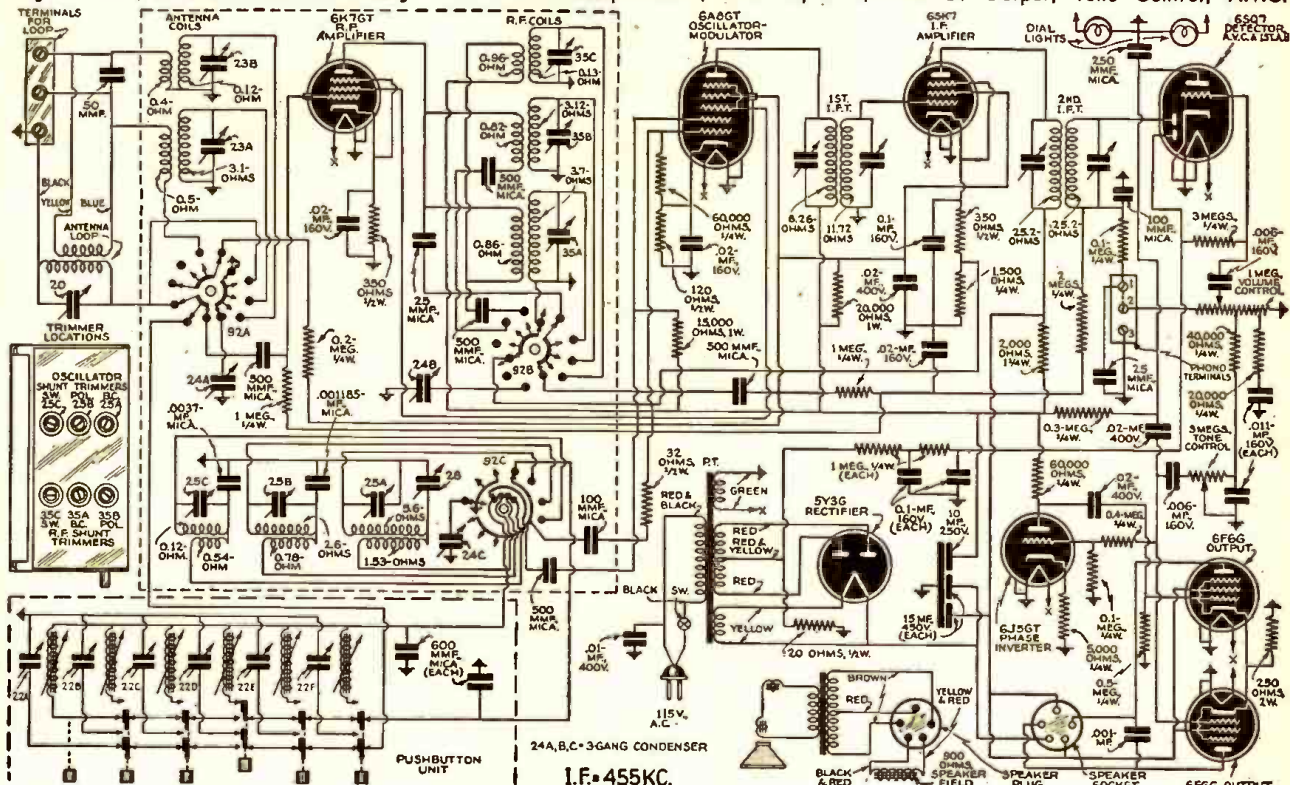 TERMINALS
FOR
LOOP
ANTENNA
COILS
6K7GT
R.F.
AMPLIFIER
R.F. COILS
6A8GT
OSCILLATOR-
MODULATOR
6SK7
I.F.
AMPLIFIER
DIAL
LIGHTS
250
MMF.
MICA.
6SQ7
DETECTOR
A.V.C. & 1ST. A.F.
50
MMF.
23B
0.12-
OHM
0.4-
OHM
23A
3.1-
OHMS
0.5-
OHM
BLACK
YELLOW
BLUE
ANTENNA
LOOP
20
.02-
MF.
160V.
350 OHMS
1/2W.
0.96-
OHM
35C
0.13-
OHM
3.12-
OHMS
35B
0.82-
OHM
500
MMF.
MICA.
3.7-
OHMS
35A
0.86-
OHM
25
MMF.
MICA
500
MMF.
MICA.
92B
24B
60,000
OHMS,
1/4W.
.02-
MF.
160V.
120
OHMS,
1/2W.
15,000
OHMS, 1W.
500 MMF.
MICA.
1ST.
I.F.T.
8.26-
OHMS
11.72
OHMS
0.1-
MF.
160V.
350
OHMS
1/2W.
.02-
MF.
400V.
20,000
OHMS
1W.
1,500
OHMS,
1/4W.
1 MEG.,
1/4W.
.02-MF.
160V.
2ND.
I.F.T.
25.2-
OHMS
25.2-
OHMS
0.1-
MEG.
1/4W.
2
MEGS.
1/4W.
100
MMF.
MICA.
3 MEGS.,
1/4W.
.006-
MF.
160V.
1 MEG.
VOLUME
CONTROL
1
2
3
2,000
OHMS
1 1/4W.
25
MMF.
MICA
PHONO
TERMINALS
40,000
OHMS,
1/4W.
20,000
OHMS,
1/4W.
3 MEGS,
TONE
CONTROL
.011-
MF.
160V.
(EACH)
0.3-MEG.,
1/4W.
.02-MF.
400V.
.006-
MF.
160V.
TRIMMER
LOCATIONS
OSCILLATOR
SHUNT TRIMMERS
SW. POL. BC.
25C 25B 25A
35C 35A 35B
SW. BC. POL.
R.F. SHUNT
TRIMMERS
92A
24A
500
MMF.
MICA.
0.2-
MEG.
1/4W.
1 MEG.
1/4W.
.0037-
MF.
MICA.
.001185-
MF.
MICA.
25C
25B
25A
28
92C
24C
0.12-
OHM
0.54-
OHM
0.78-
OHM
2.6-
OHMS
5.6-
OHMS
1.53-OHMS
100
MMF.
MICA
500
MMF.
MICA.
32
OHMS,
1/2W.
P.T.
RED &
BLACK
GREEN
RED
RED &
YELLOW
RED
YELLOW
BLACK
SW.
.01-
MF.
400V.
115V.
A.C.
5Y3G
RECTIFIER
120 OHMS, 1/2W.
1 MEG., 1/4W.
(EACH)
0.1-MF.
160V.
(EACH)
10
MF.
250V.
15 MF.
450V.
(EACH)
60,000
OHMS
1/4W.
.02-MF.
400V.
0.4-MEG.
1/4W.
6J5GT
PHASE
INVERTER
0.1-
MEG.
1/4W.
5,000
OHMS,
1/4W.
0.5-
MEG.
1/4W.
.001-
MF.
6F6G
OUTPUT
250
OHMS,
2W.
6F6G OUTPUT
22A
22B
22C
22D
22E
22F
600
MMF.
MICA
(EACH)
PUSHBUTTON
UNIT
24A,B,C=3 GANG CONDENSER
I.F.=455KC.
BROWN
RED
YELLOW
& RED
BLACK
& RED
900
OHMS
SPEAKER
FIELD
SPEAKER
PLUG
SPEAKER
SOCKET